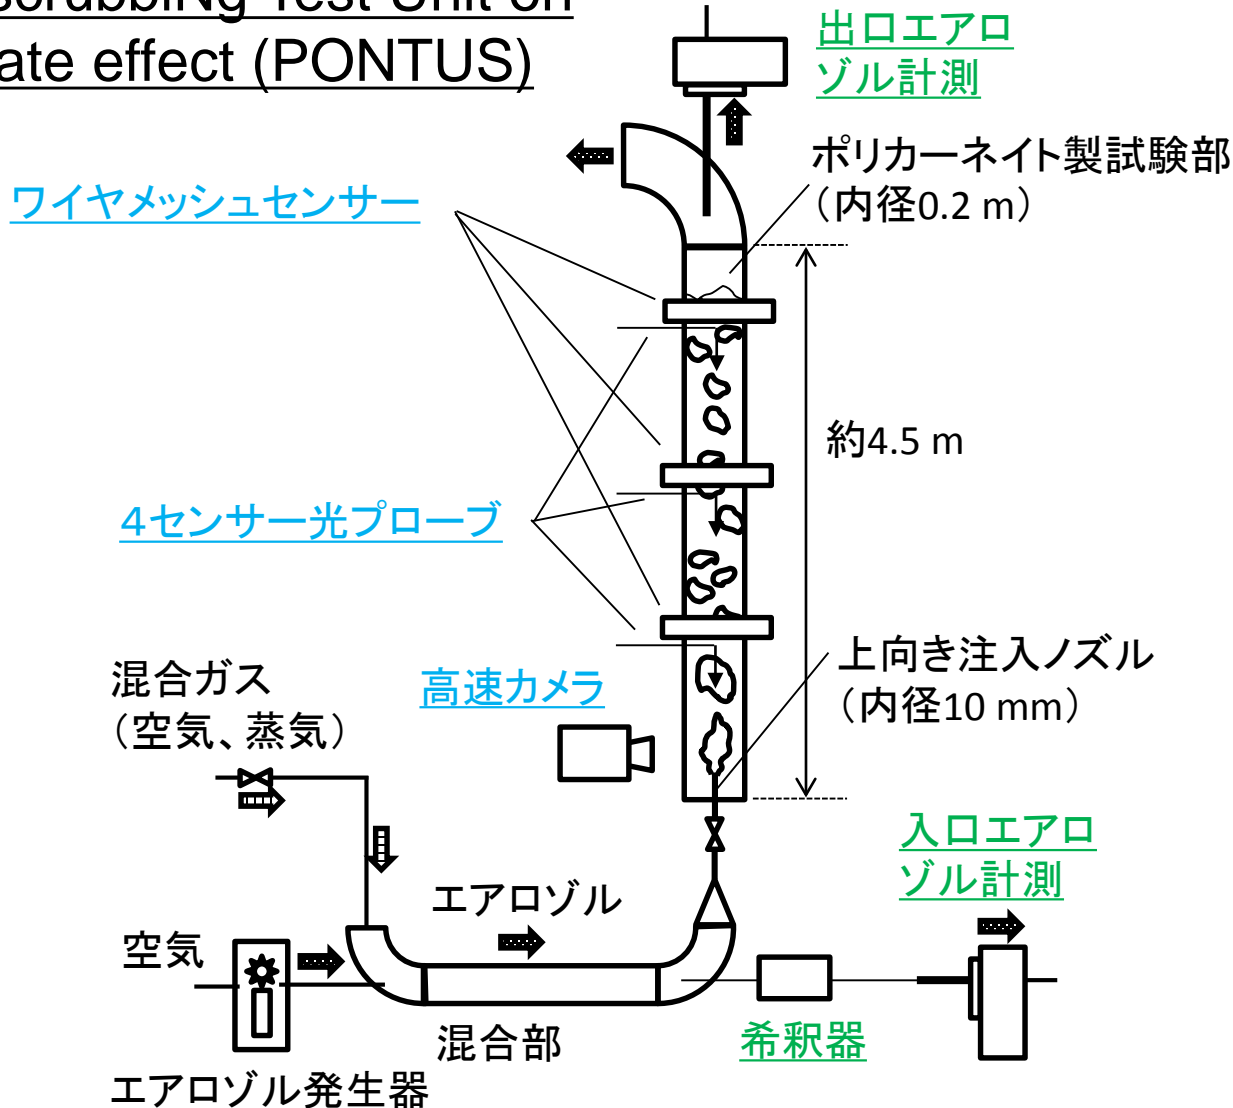 scrubbiNg Test Unit on
ate effect (PONTUS)
出口エアロ
ゾル計測
ポリカーネイト製試験部
（内径0.2 m）
ワイヤメッシュセンサー
約4.5 m
４センサー光プローブ
上向き注入ノズル
（内径10 mm）
高速カメラ
混合ガス
（空気、蒸気）
入口エアロ
ゾル計測
エアロゾル
空気
混合部
希釈器
エアロゾル発生器